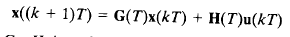 x((k + 1)T) = G(T)x(kT) + H(T)u(kT)